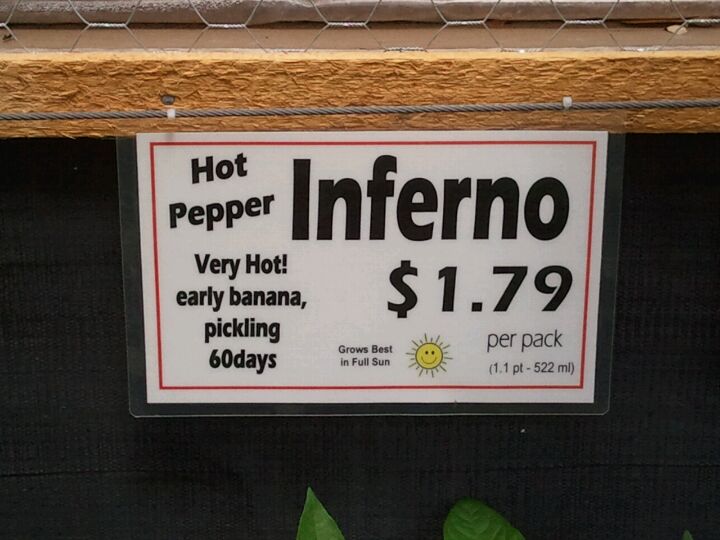 Hot
Pepper
Inferno
Very Hot!
early banana,
pickling
60days
$1.79
per pack
(1.1 pt - 522 ml)
Grows Best
in Full Sun